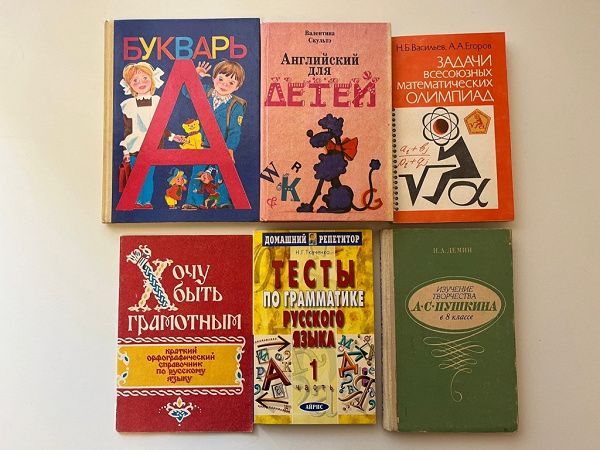 БУКВАРЬ
А
Валентина
Скультэ
Английский для
ДЕТЕЙ
W R
K
G
Н.Б.Васильев, А.А.Егоров
ЗАДАЧИ
ВСЕСОЮЗНЫХ
МАТЕМАТИЧЕСКИХ
ОЛИМПИАД
Хочу
быть
грамотным
краткий
орфографический
справочник
по русскому
языку
ДОМАШНИЙ РЕПЕТИТОР
Н.Г.Ткаченко
ТЕСТЫ
ПО ГРАММАТИКЕ
РУССКОГО
ЯЗЫКА
1
ЧАСТЬ
АЙРИС
Н.А.ДЕМИН
ИЗУЧЕНИЕ
ТВОРЧЕСТВА
А·С·ПУШКИНА
в 8 классе